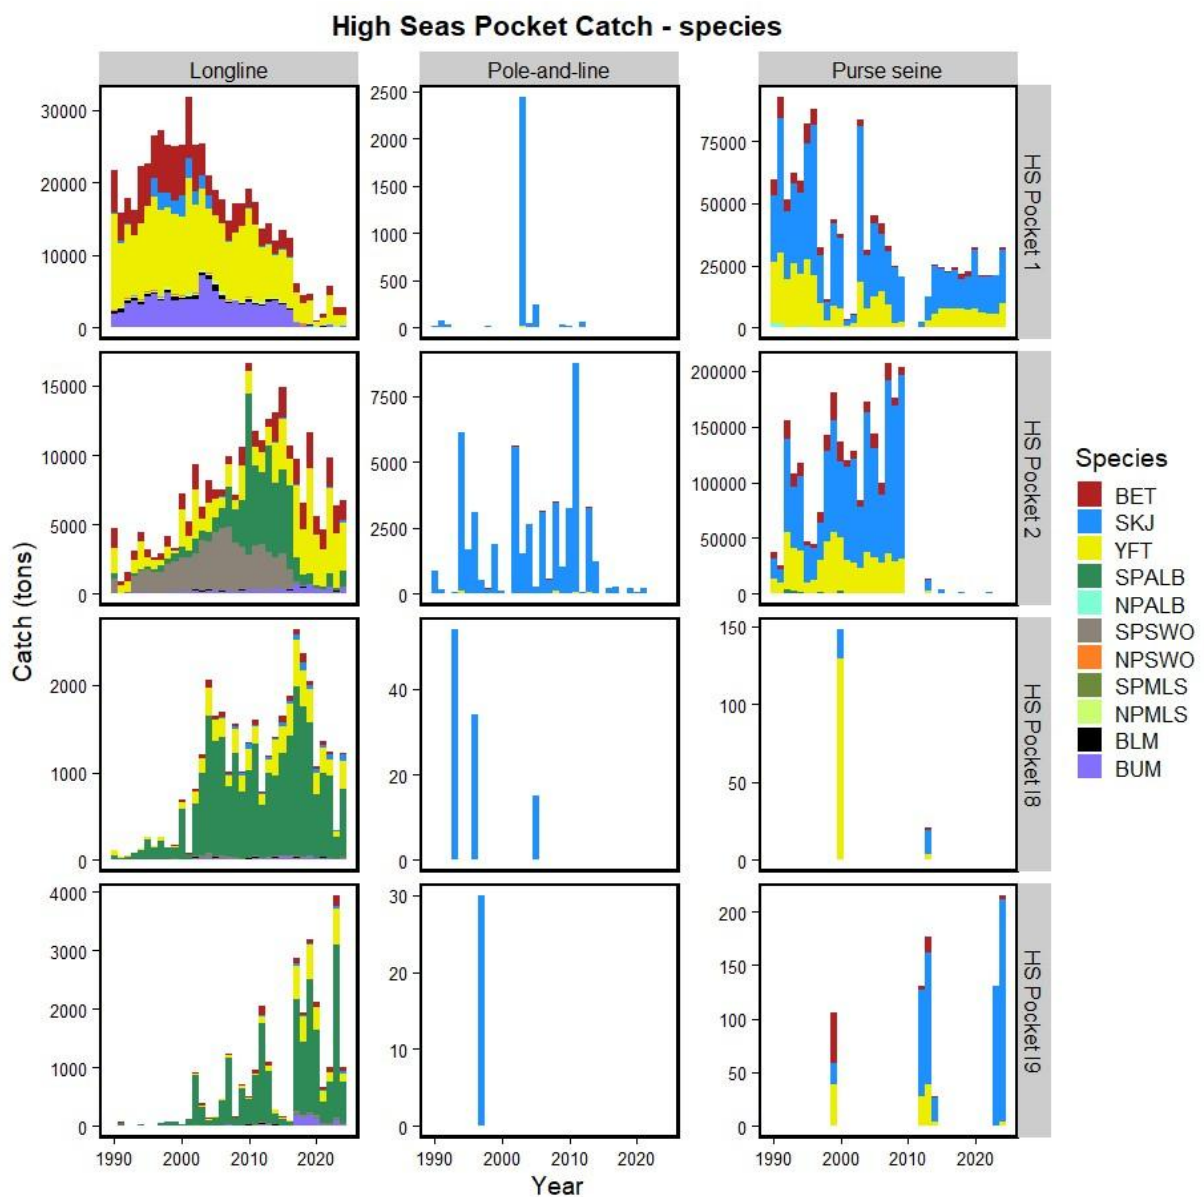 High Seas Pocket Catch - species
Longline
Pole-and-line
Purse seine
30000
20000
10000
0
2500
2000
1500
1000
500
0
75000
50000
25000
0
HS Pocket 1
15000
10000
5000
0
7500
5000
2500
0
200000
150000
100000
50000
0
HS Pocket 2
2000
1000
0
40
20
0
150
100
50
0
HS Pocket I8
4000
3000
2000
1000
0
30
20
10
0
200
150
100
50
0
HS Pocket I9
1990 2000 2010 2020
1990 2000 2010 2020
1990 2000 2010 2020
Year
Catch (tons)
Species
BET
SKJ
YFT
SPALB
NPALB
SPSWO
NPSWO
SPMLS
NPMLS
BLM
BUM